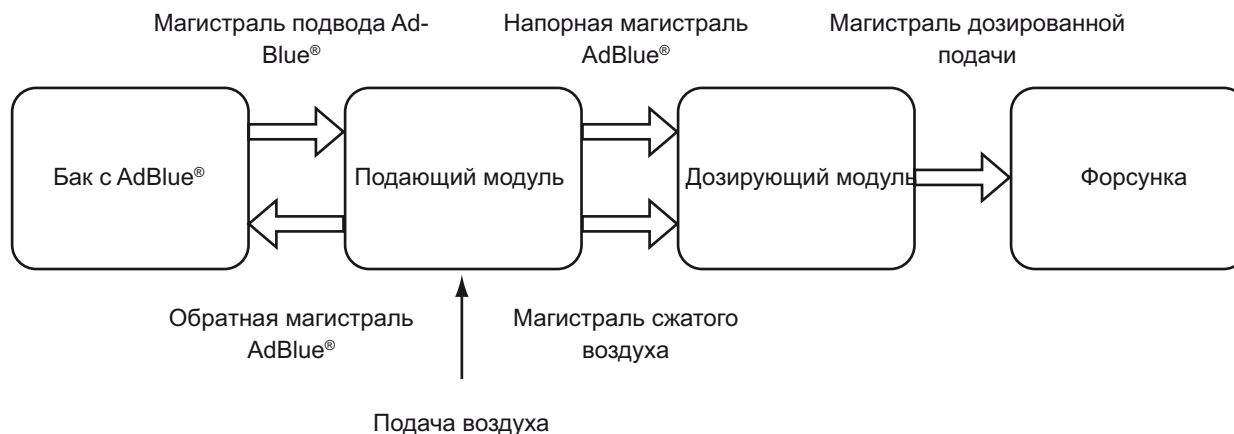 Магистраль подвода Ad-
Blue®
Напорная магистраль
AdBlue®
Магистраль дозированной
подачи
Бак с AdBlue®
Подающий модуль
Дозирующий модуль
Форсунка
Обратная магистраль
AdBlue®
Магистраль сжатого
воздуха
Подача воздуха